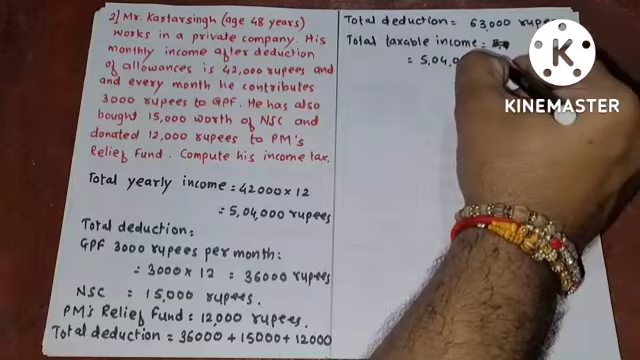 2] Mr. Kartarsingh (age 48 years)
works in a private company. His
monthly income after deduction
of allowances is 42,000 rupees and
and every month he contributes
3000 rupees to GPF. He has also
bought 15,000 worth of NSC and
donated 12,000 rupees to PM's
Relief Fund. Compute his income tax.
Total yearly income = 42000 × 12
= 5,04,000 rupees
Total deduction:
GPF 3000 rupees per month:
= 3000 × 12 = 36000 rupees
NSC = 15,000 rupees.
PM's Relief Fund = 12,000 rupees.
Total deduction = 36000 + 15000 + 12000
Total deduction = 63,000
Total taxable income =
= 5,04,
K
KINEMASTER